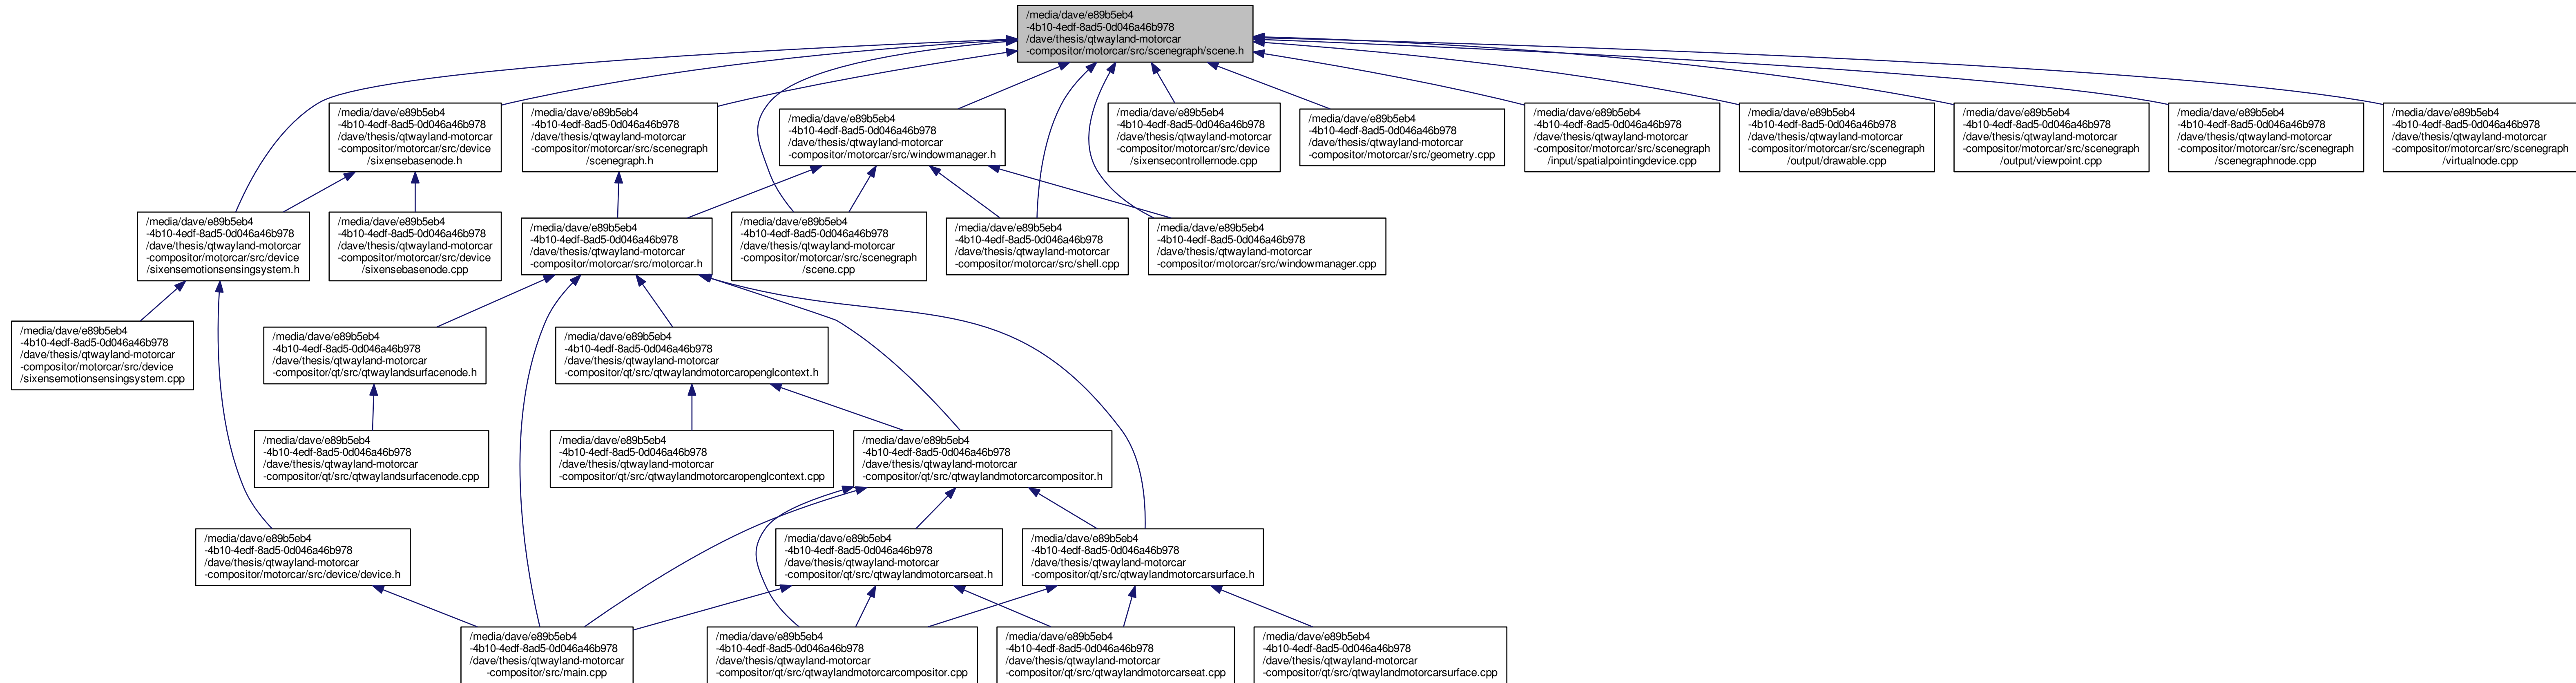 /media/dave/e89b5eb4
-4b10-4edf-8ad5-0d046a46b978
/dave/thesis/qtwayland-motorcar
-compositor/motorcar/src/scenegraph/scene.h
/media/dave/e89b5eb4
-4b10-4edf-8ad5-0d046a46b978
/dave/thesis/qtwayland-motorcar
-compositor/motorcar/src/device
/sixensebasenode.h
/media/dave/e89b5eb4
-4b10-4edf-8ad5-0d046a46b978
/dave/thesis/qtwayland-motorcar
-compositor/motorcar/src/scenegraph
/scenegraph.h
/media/dave/e89b5eb4
-4b10-4edf-8ad5-0d046a46b978
/dave/thesis/qtwayland-motorcar
-compositor/motorcar/src/windowmanager.h
/media/dave/e89b5eb4
-4b10-4edf-8ad5-0d046a46b978
/dave/thesis/qtwayland-motorcar
-compositor/motorcar/src/device
/sixensecontrollernode.cpp
/media/dave/e89b5eb4
-4b10-4edf-8ad5-0d046a46b978
/dave/thesis/qtwayland-motorcar
-compositor/motorcar/src/geometry.cpp
/media/dave/e89b5eb4
-4b10-4edf-8ad5-0d046a46b978
/dave/thesis/qtwayland-motorcar
-compositor/motorcar/src/scenegraph
/input/spatialpointingdevice.cpp
/media/dave/e89b5eb4
-4b10-4edf-8ad5-0d046a46b978
/dave/thesis/qtwayland-motorcar
-compositor/motorcar/src/scenegraph
/output/drawable.cpp
/media/dave/e89b5eb4
-4b10-4edf-8ad5-0d046a46b978
/dave/thesis/qtwayland-motorcar
-compositor/motorcar/src/scenegraph
/output/viewpoint.cpp
/media/dave/e89b5eb4
-4b10-4edf-8ad5-0d046a46b978
/dave/thesis/qtwayland-motorcar
-compositor/motorcar/src/scenegraph
/scenegraphnode.cpp
/media/dave/e89b5eb4
-4b10-4edf-8ad5-0d046a46b978
/dave/thesis/qtwayland-motorcar
-compositor/motorcar/src/scenegraph
/virtualnode.cpp
/media/dave/e89b5eb4
-4b10-4edf-8ad5-0d046a46b978
/dave/thesis/qtwayland-motorcar
-compositor/motorcar/src/device
/sixensemotionsensingsystem.h
/media/dave/e89b5eb4
-4b10-4edf-8ad5-0d046a46b978
/dave/thesis/qtwayland-motorcar
-compositor/motorcar/src/device
/sixensebasenode.cpp
/media/dave/e89b5eb4
-4b10-4edf-8ad5-0d046a46b978
/dave/thesis/qtwayland-motorcar
-compositor/motorcar/src/motorcar.h
/media/dave/e89b5eb4
-4b10-4edf-8ad5-0d046a46b978
/dave/thesis/qtwayland-motorcar
-compositor/motorcar/src/scenegraph
/scene.cpp
/media/dave/e89b5eb4
-4b10-4edf-8ad5-0d046a46b978
/dave/thesis/qtwayland-motorcar
-compositor/motorcar/src/shell.cpp
/media/dave/e89b5eb4
-4b10-4edf-8ad5-0d046a46b978
/dave/thesis/qtwayland-motorcar
-compositor/motorcar/src/windowmanager.cpp
/media/dave/e89b5eb4
-4b10-4edf-8ad5-0d046a46b978
/dave/thesis/qtwayland-motorcar
-compositor/motorcar/src/device
/sixensemotionsensingsystem.cpp
/media/dave/e89b5eb4
-4b10-4edf-8ad5-0d046a46b978
/dave/thesis/qtwayland-motorcar
-compositor/qt/src/qtwaylandsurfacenode.h
/media/dave/e89b5eb4
-4b10-4edf-8ad5-0d046a46b978
/dave/thesis/qtwayland-motorcar
-compositor/qt/src/qtwaylandmotorcaropenglcontext.h
/media/dave/e89b5eb4
-4b10-4edf-8ad5-0d046a46b978
/dave/thesis/qtwayland-motorcar
-compositor/qt/src/qtwaylandsurfacenode.cpp
/media/dave/e89b5eb4
-4b10-4edf-8ad5-0d046a46b978
/dave/thesis/qtwayland-motorcar
-compositor/qt/src/qtwaylandmotorcaropenglcontext.cpp
/media/dave/e89b5eb4
-4b10-4edf-8ad5-0d046a46b978
/dave/thesis/qtwayland-motorcar
-compositor/qt/src/qtwaylandmotorcarcompositor.h
/media/dave/e89b5eb4
-4b10-4edf-8ad5-0d046a46b978
/dave/thesis/qtwayland-motorcar
-compositor/motorcar/src/device/device.h
/media/dave/e89b5eb4
-4b10-4edf-8ad5-0d046a46b978
/dave/thesis/qtwayland-motorcar
-compositor/qt/src/qtwaylandmotorcarseat.h
/media/dave/e89b5eb4
-4b10-4edf-8ad5-0d046a46b978
/dave/thesis/qtwayland-motorcar
-compositor/qt/src/qtwaylandmotorcarsurface.h
/media/dave/e89b5eb4
-4b10-4edf-8ad5-0d046a46b978
/dave/thesis/qtwayland-motorcar
-compositor/src/main.cpp
/media/dave/e89b5eb4
-4b10-4edf-8ad5-0d046a46b978
/dave/thesis/qtwayland-motorcar
-compositor/qt/src/qtwaylandmotorcarcompositor.cpp
/media/dave/e89b5eb4
-4b10-4edf-8ad5-0d046a46b978
/dave/thesis/qtwayland-motorcar
-compositor/qt/src/qtwaylandmotorcarseat.cpp
/media/dave/e89b5eb4
-4b10-4edf-8ad5-0d046a46b978
/dave/thesis/qtwayland-motorcar
-compositor/qt/src/qtwaylandmotorcarsurface.cpp